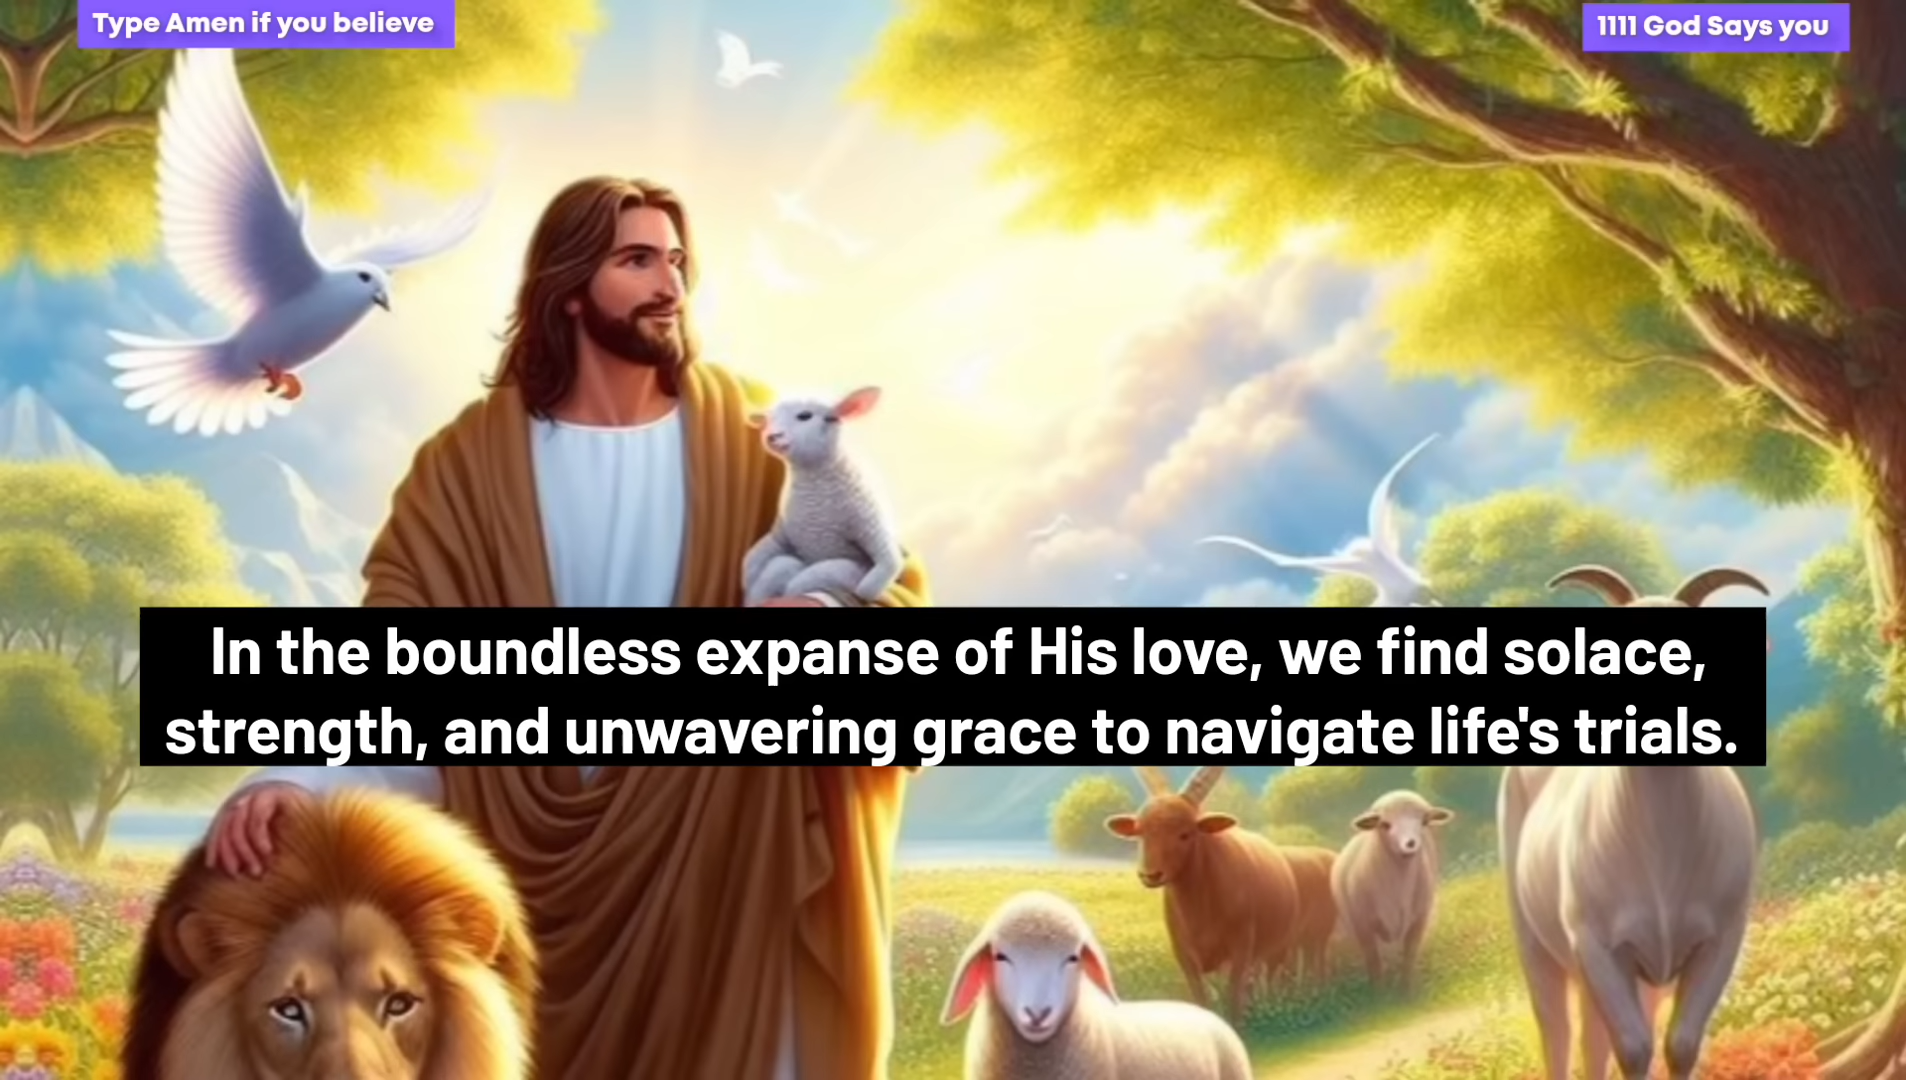 Type Amen if you believe
1111 God Says you
In the boundless expanse of His love, we find solace,
strength, and unwavering grace to navigate life's trials.